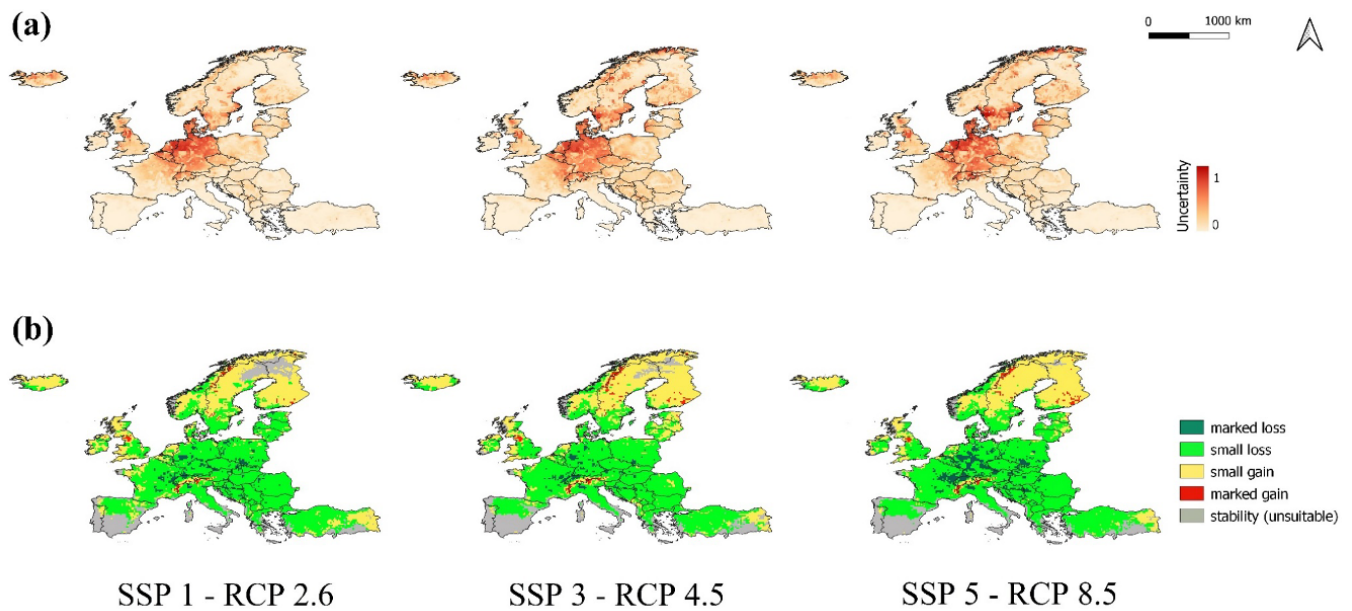 (a)
0 1000 km
Uncertainty
1
0
(b)
marked loss
small loss
small gain
marked gain
stability (unsuitable)
SSP 1 - RCP 2.6
SSP 3 - RCP 4.5
SSP 5 - RCP 8.5